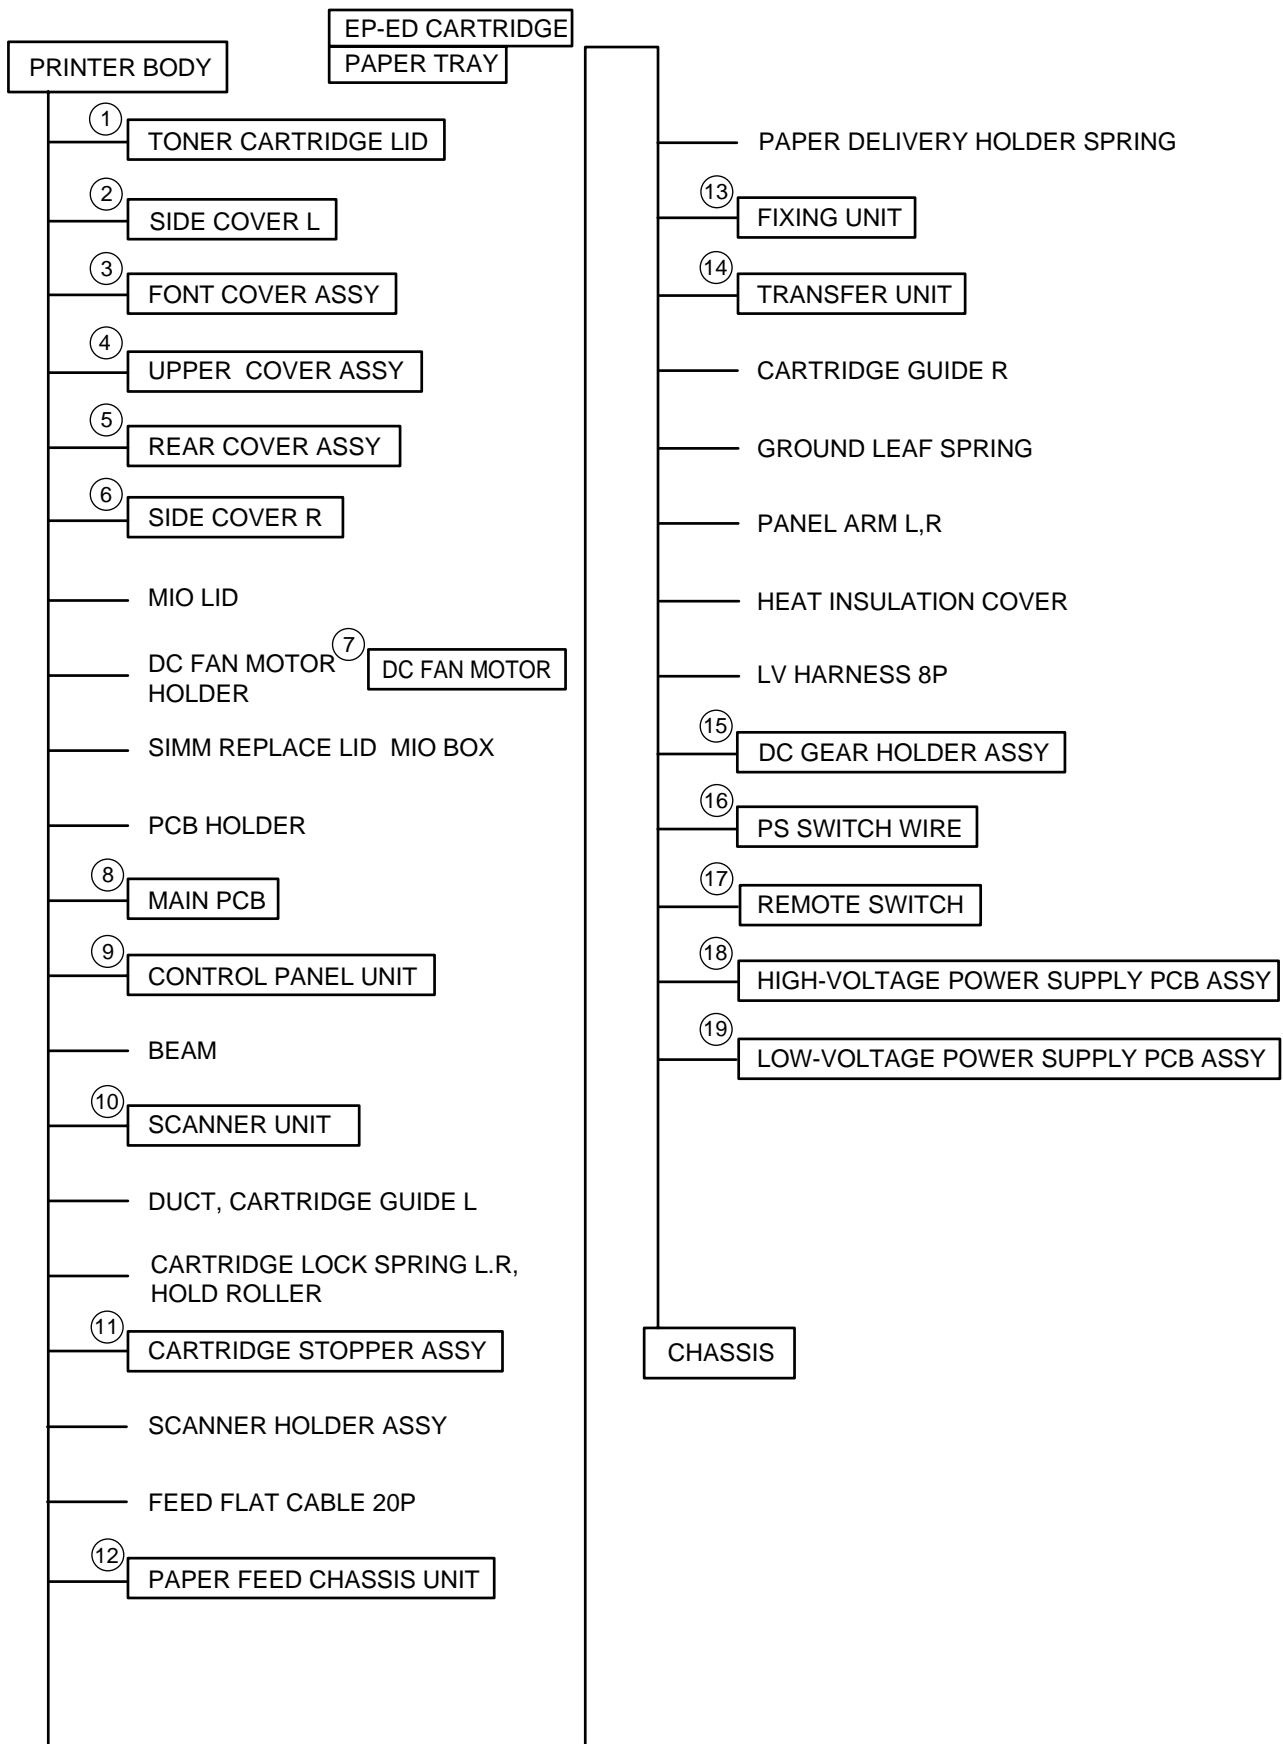 EP-ED CARTRIDGE
PAPER TRAY
PRINTER BODY
1
TONER CARTRIDGE LID
2
SIDE COVER L
3
FONT COVER ASSY
4
UPPER COVER ASSY
5
REAR COVER ASSY
6
SIDE COVER R
MIO LID
DC FAN MOTOR
HOLDER
7
DC FAN MOTOR
SIMM REPLACE LID MIO BOX
PCB HOLDER
8
MAIN PCB
9
CONTROL PANEL UNIT
BEAM
10
SCANNER UNIT
DUCT, CARTRIDGE GUIDE L
CARTRIDGE LOCK SPRING L.R,
HOLD ROLLER
11
CARTRIDGE STOPPER ASSY
SCANNER HOLDER ASSY
FEED FLAT CABLE 20P
12
PAPER FEED CHASSIS UNIT
PAPER DELIVERY HOLDER SPRING
13
FIXING UNIT
14
TRANSFER UNIT
CARTRIDGE GUIDE R
GROUND LEAF SPRING
PANEL ARM L,R
HEAT INSULATION COVER
LV HARNESS 8P
15
DC GEAR HOLDER ASSY
16
PS SWITCH WIRE
17
REMOTE SWITCH
18
HIGH-VOLTAGE POWER SUPPLY PCB ASSY
19
LOW-VOLTAGE POWER SUPPLY PCB ASSY
CHASSIS